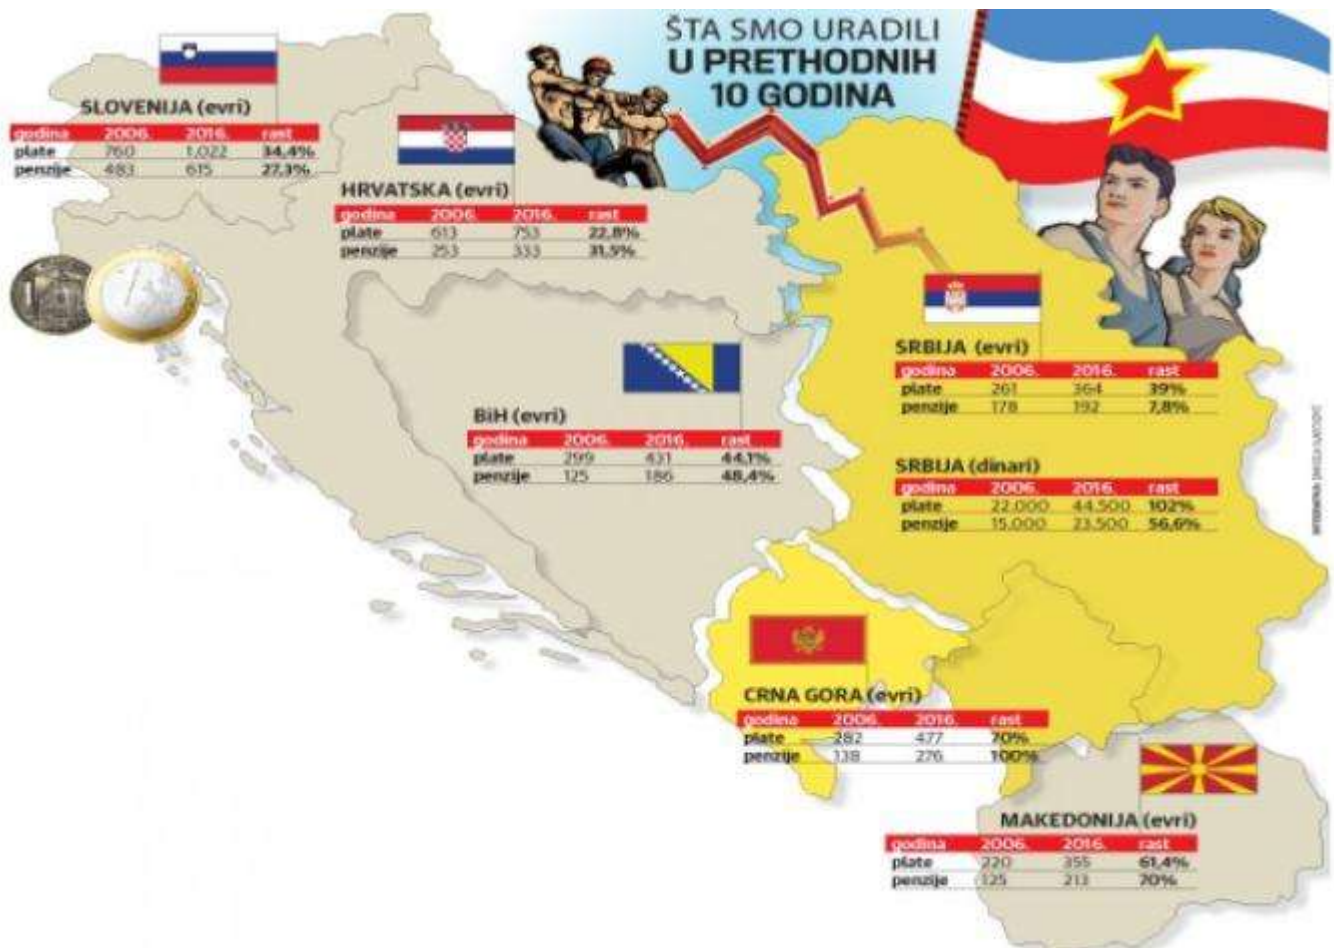 ŠTA SMO URADILI
U PRETHODNIH
10 GODINA
SLOVENIJA (evri)
godina 2006. 2016. rast
plate 760 1.022 34,4%
penzije 483 615 27,3%
HRVATSKA (evri)
godina 2006. 2016. rast
plate 613 753 22,8%
penzije 253 333 31,5%
BiH (evri)
godina 2006. 2016. rast
plate 299 431 44,1%
penzije 125 186 48,4%
SRBIJA (evri)
godina 2006. 2016. rast
plate 261 364 39%
penzije 178 192 7,8%
SRBIJA (dinari)
godina 2006. 2016. rast
plate 22.000 44.500 102%
penzije 15.000 23.500 56,6%
CRNA GORA (evri)
godina 2006. 2016. rast
plate 282 477 70%
penzije 138 276 100%
MAKEDONIJA (evri)
godina 2006. 2016. rast
plate 220 355 61,4%
penzije 125 213 70%